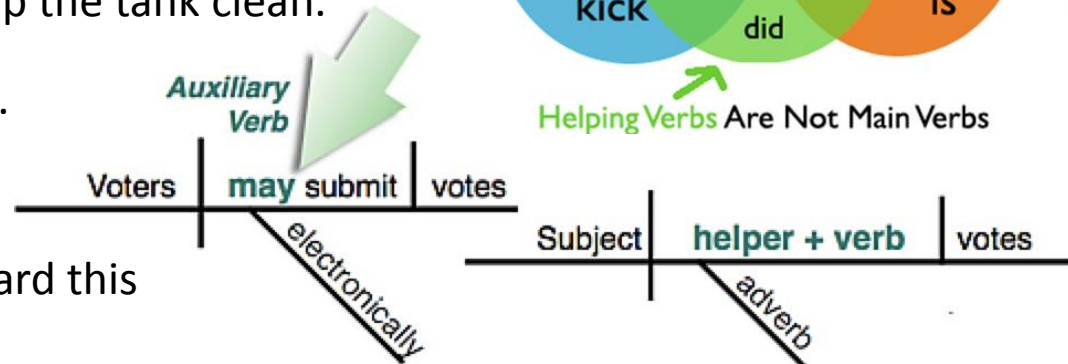 p the tank clean.
kick
is
did
Helping Verbs Are Not Main Verbs
Auxiliary
Verb
.
Voters may submit votes
electronically
Subject helper + verb votes
adverb
ard this